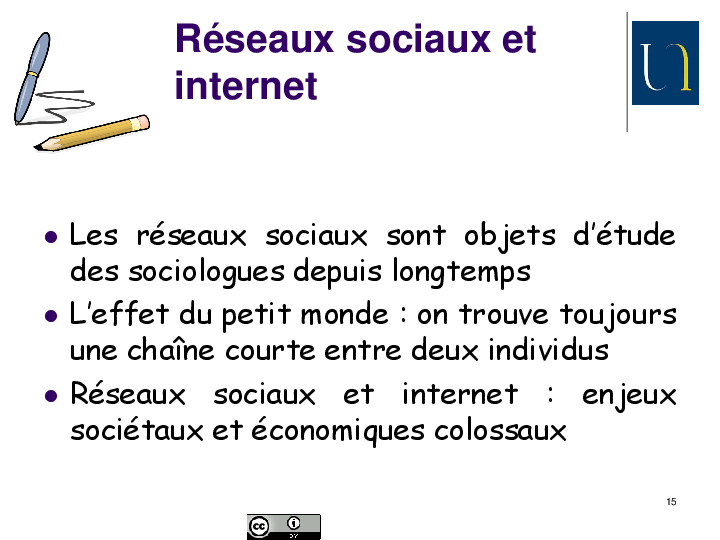 Réseaux sociaux et
internet
Les réseaux sociaux sont objets d'étude
des sociologues depuis longtemps
L'effet du petit monde : on trouve toujours
une chaîne courte entre deux individus
Réseaux sociaux et internet : enjeux
sociétaux et économiques colossaux
15
cc
BY